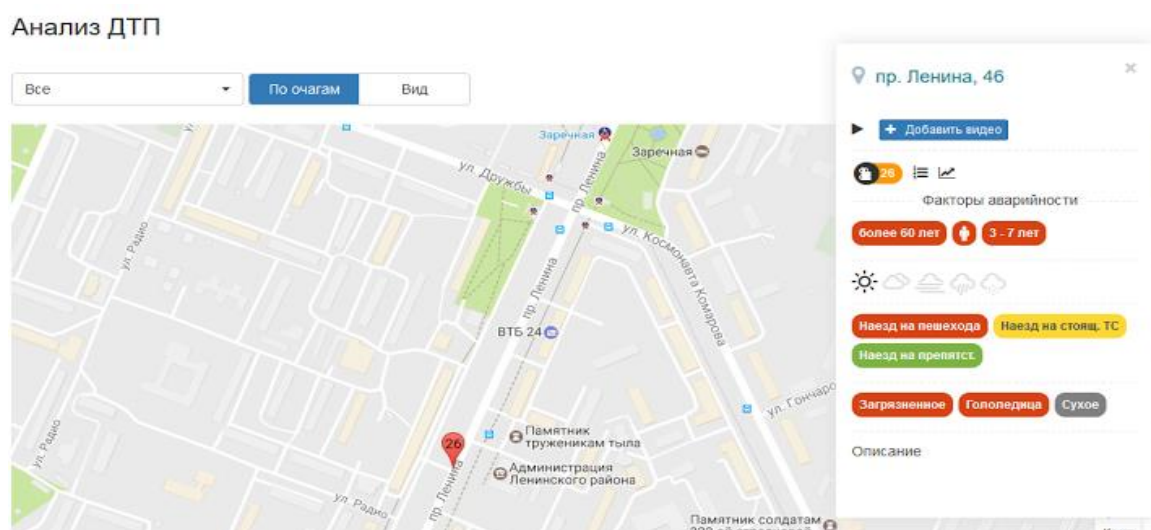 Анализ ДТП
Все
По очагам
Вид
Заречная
Заречная
ул. Дружбы
пр. Ленина
ул. Космонавта Комарова
ул. Радио
пр. Ленина
ВТБ 24
ул. Гончаро
ул. Радио
26
Памятник
труженикам тыла
Администрация
Ленинского района
пр. Ленина
ул. Радио
Памятник солдатам
пр. Ленина, 46
×
+ Добавить видео
26
Факторы аварийности
более 60 лет
3 - 7 лет
Наезд на пешехода
Наезд на стоящ. ТС
Наезд на препятст.
Загрязненное
Гололедица
Сухое
Описание